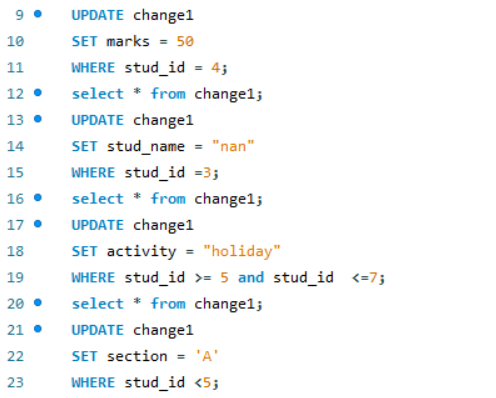 9 UPDATE change1
10 SET marks = 50
11 WHERE stud_id = 4;
12 select * from change1;
13 UPDATE change1
14 SET stud_name = "nan"
15 WHERE stud_id =3;
16 select * from change1;
17 UPDATE change1
18 SET activity = "holiday"
19 WHERE stud_id >= 5 and stud_id  <=7;
20 select * from change1;
21 UPDATE change1
22 SET section = 'A'
23 WHERE stud_id <5;